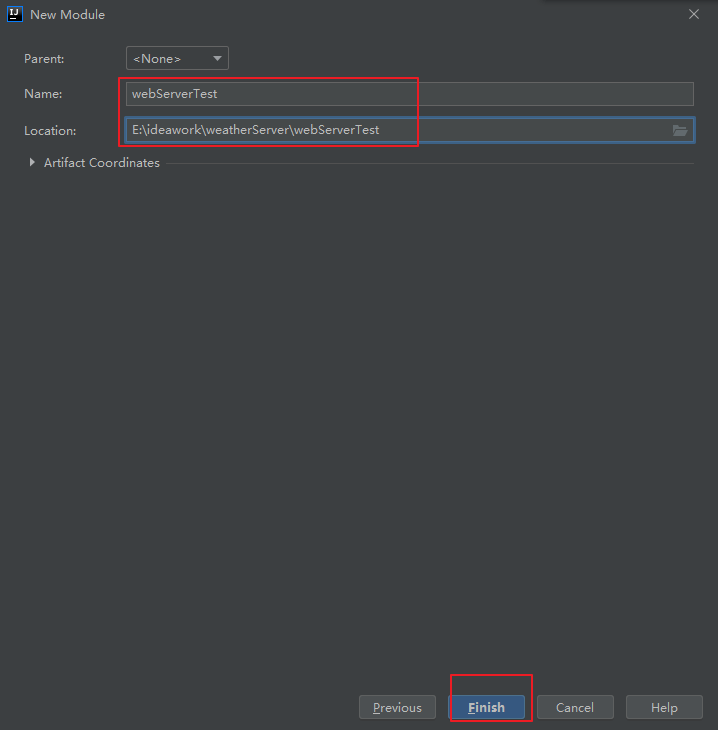 IJ New Module
Parent: <None>
Name: webServerTest
Location: E:\ideawork\weatherServer\webServerTest
Artifact Coordinates
Previous Finish Cancel Help